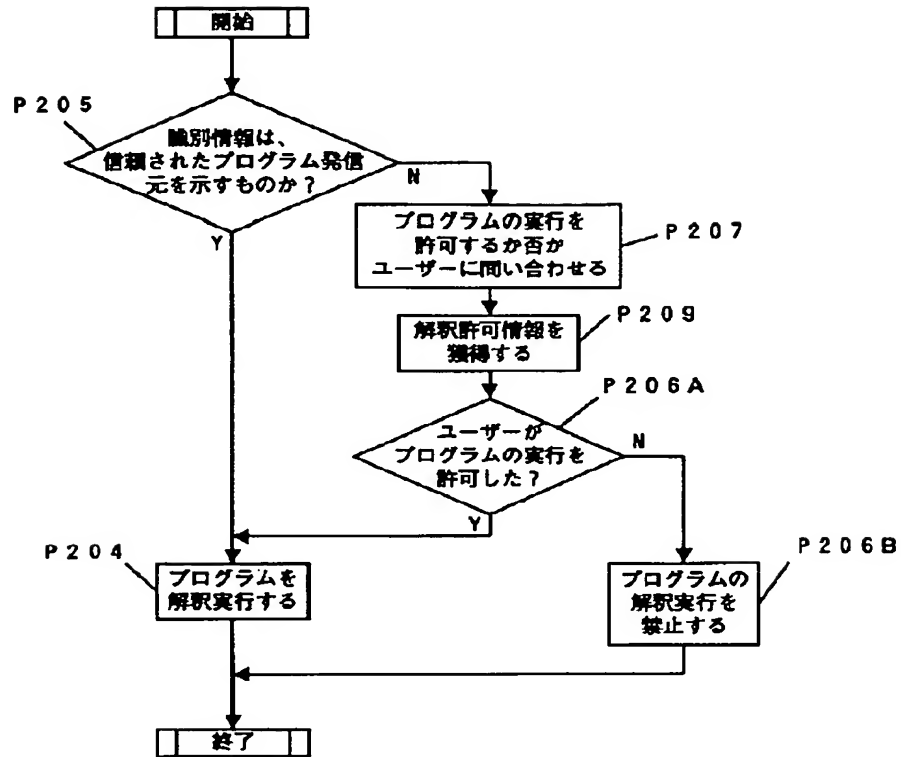 開始
P205
識別情報は、
信頼されたプログラム発信
元を示すものか？
N
Y
プログラムの実行を
許可するか否か
ユーザーに問い合わせる
P207
解釈許可情報を
獲得する
P209
P206A
ユーザーが
プログラムの実行を
許可した？
N
Y
P204
プログラムを
解釈実行する
プログラムの
解釈実行を
禁止する
P206B
終了